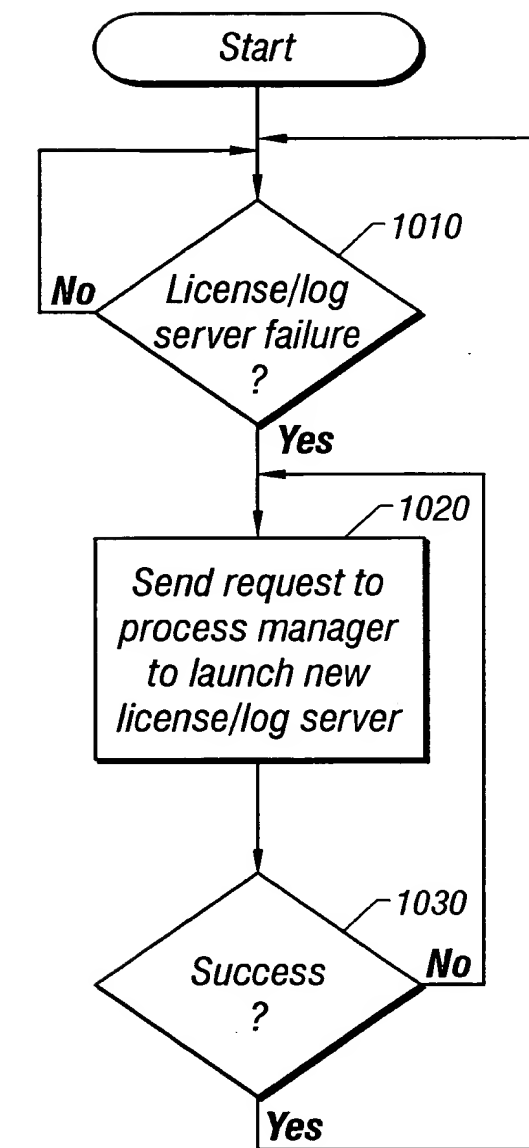 Start
1010
No
License/log
server failure
?
Yes
1020
Send request to
process manager
to launch new
license/log server
1030
Success
?
No
Yes